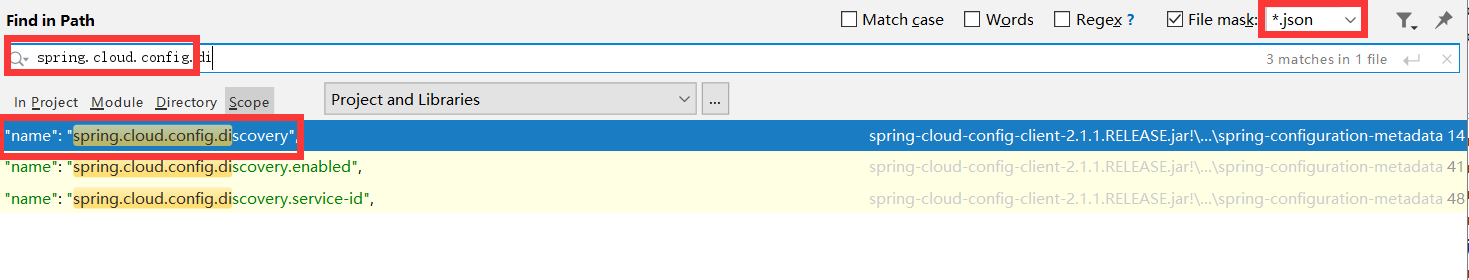 Find in Path Match case Words Regex ? File mask: *.json
spring.cloud.config.di 3 matches in 1 file
In Project Module Directory Scope Project and Libraries ...
"name": "spring.cloud.config.discovery", spring-cloud-config-client-2.1.1.RELEASE.jar!\...\spring-configuration-metadata 14
"name": "spring.cloud.config.discovery.enabled", spring-cloud-config-client-2.1.1.RELEASE.jar!\...\spring-configuration-metadata 41
"name": "spring.cloud.config.discovery.service-id", spring-cloud-config-client-2.1.1.RELEASE.jar!\...\spring-configuration-metadata 48